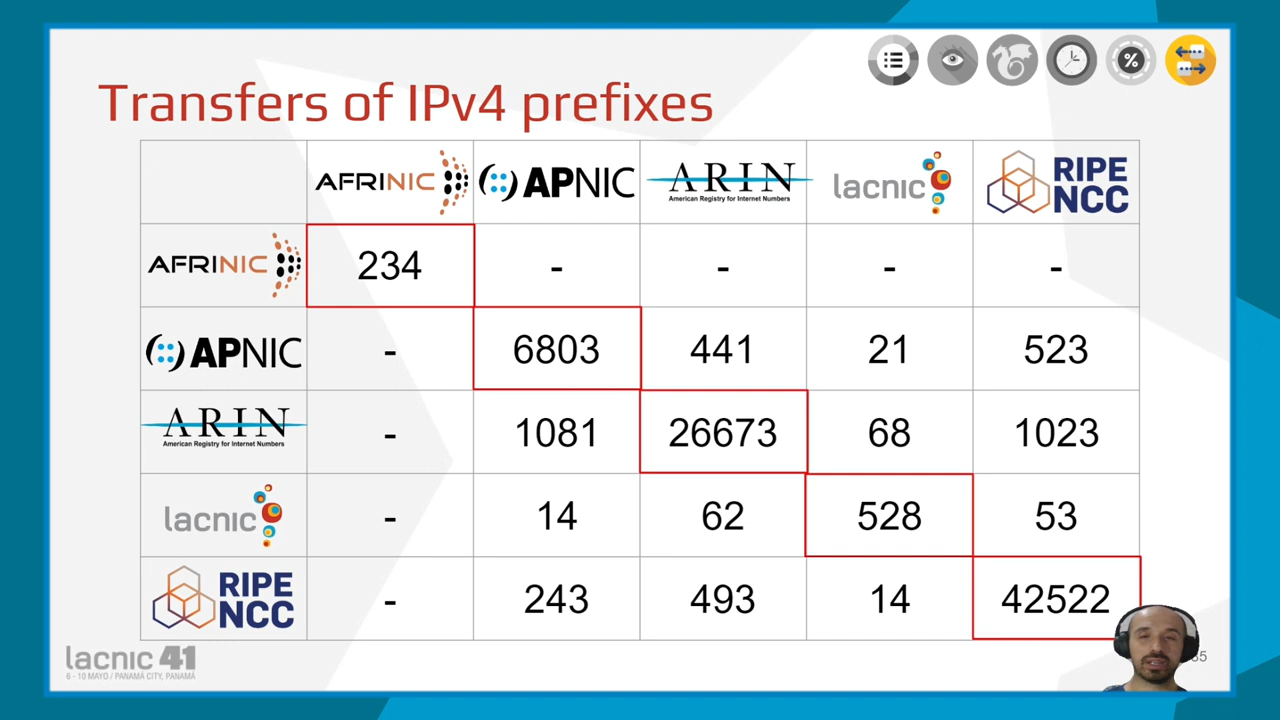 %
Transfers of IPv4 prefixes
AFRINIC APNIC ARIN lacnic RIPE NCC
American Registry for Internet Numbers
AFRINIC 234 - - - -
APNIC - 6803 441 21 523
ARIN - 1081 26673 68 1023
American Registry for Internet Numbers
lacnic - 14 62 528 53
RIPE NCC - 243 493 14 42522
lacnic 41
6 - 10 MAYO / PANAMÁ CITY, PANAMÁ